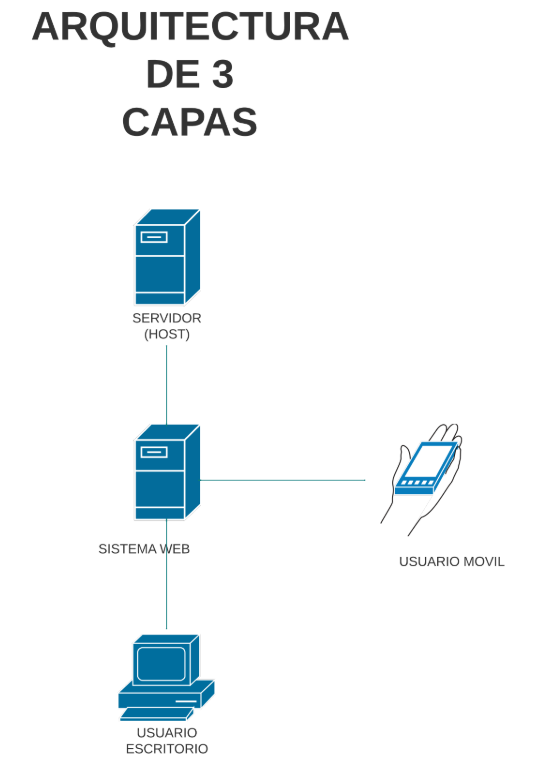 ARQUITECTURA
DE 3
CAPAS
SERVIDOR
(HOST)
SISTEMA WEB
USUARIO MOVIL
USUARIO
ESCRITORIO